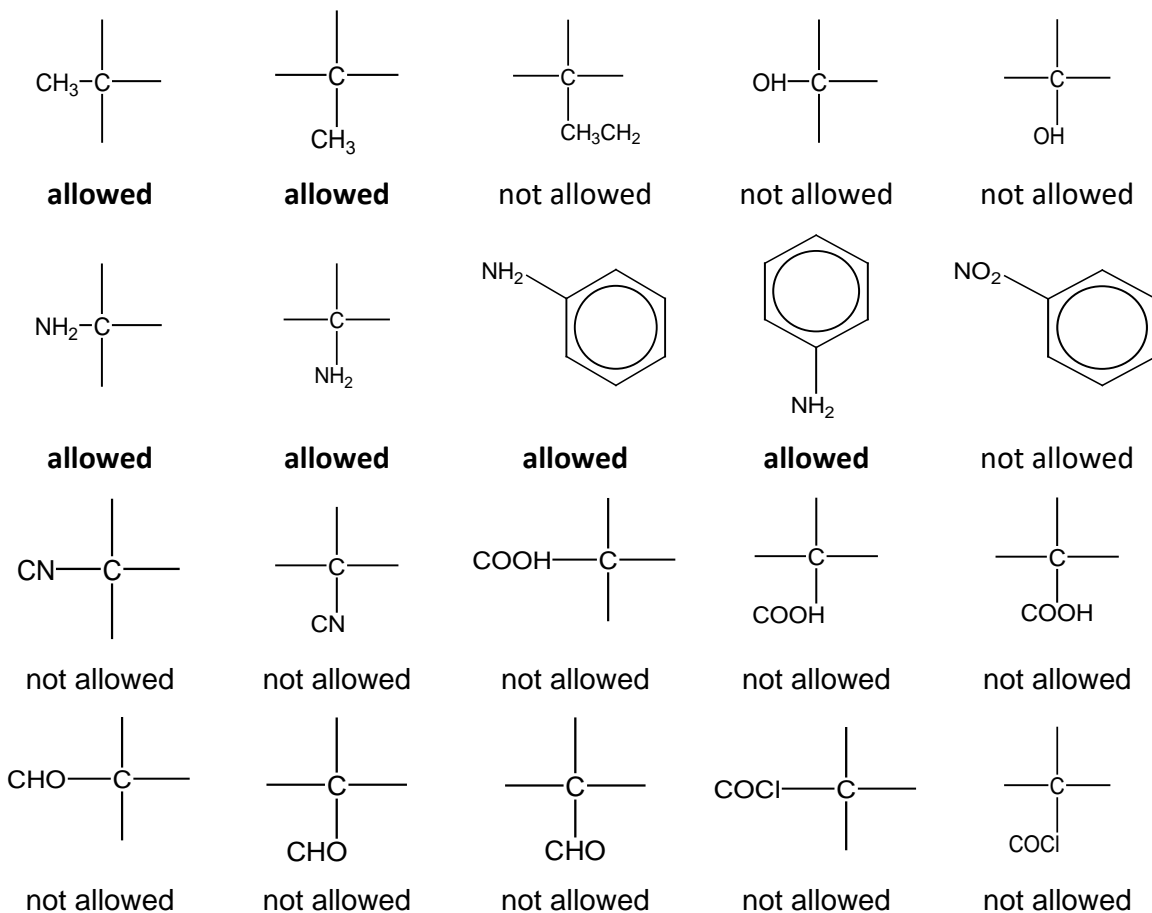 CH₃ C C CH₃ C CH₃CH₂ OH C C OH
allowed allowed not allowed not allowed not allowed
NH₂ C C NH₂ NH₂ NH₂ NO₂
allowed allowed allowed allowed not allowed
CN C C CN COOH C C COOH C COOH
not allowed not allowed not allowed not allowed not allowed
CHO C C CHO C CHO COCl C C COCl
not allowed not allowed not allowed not allowed not allowed